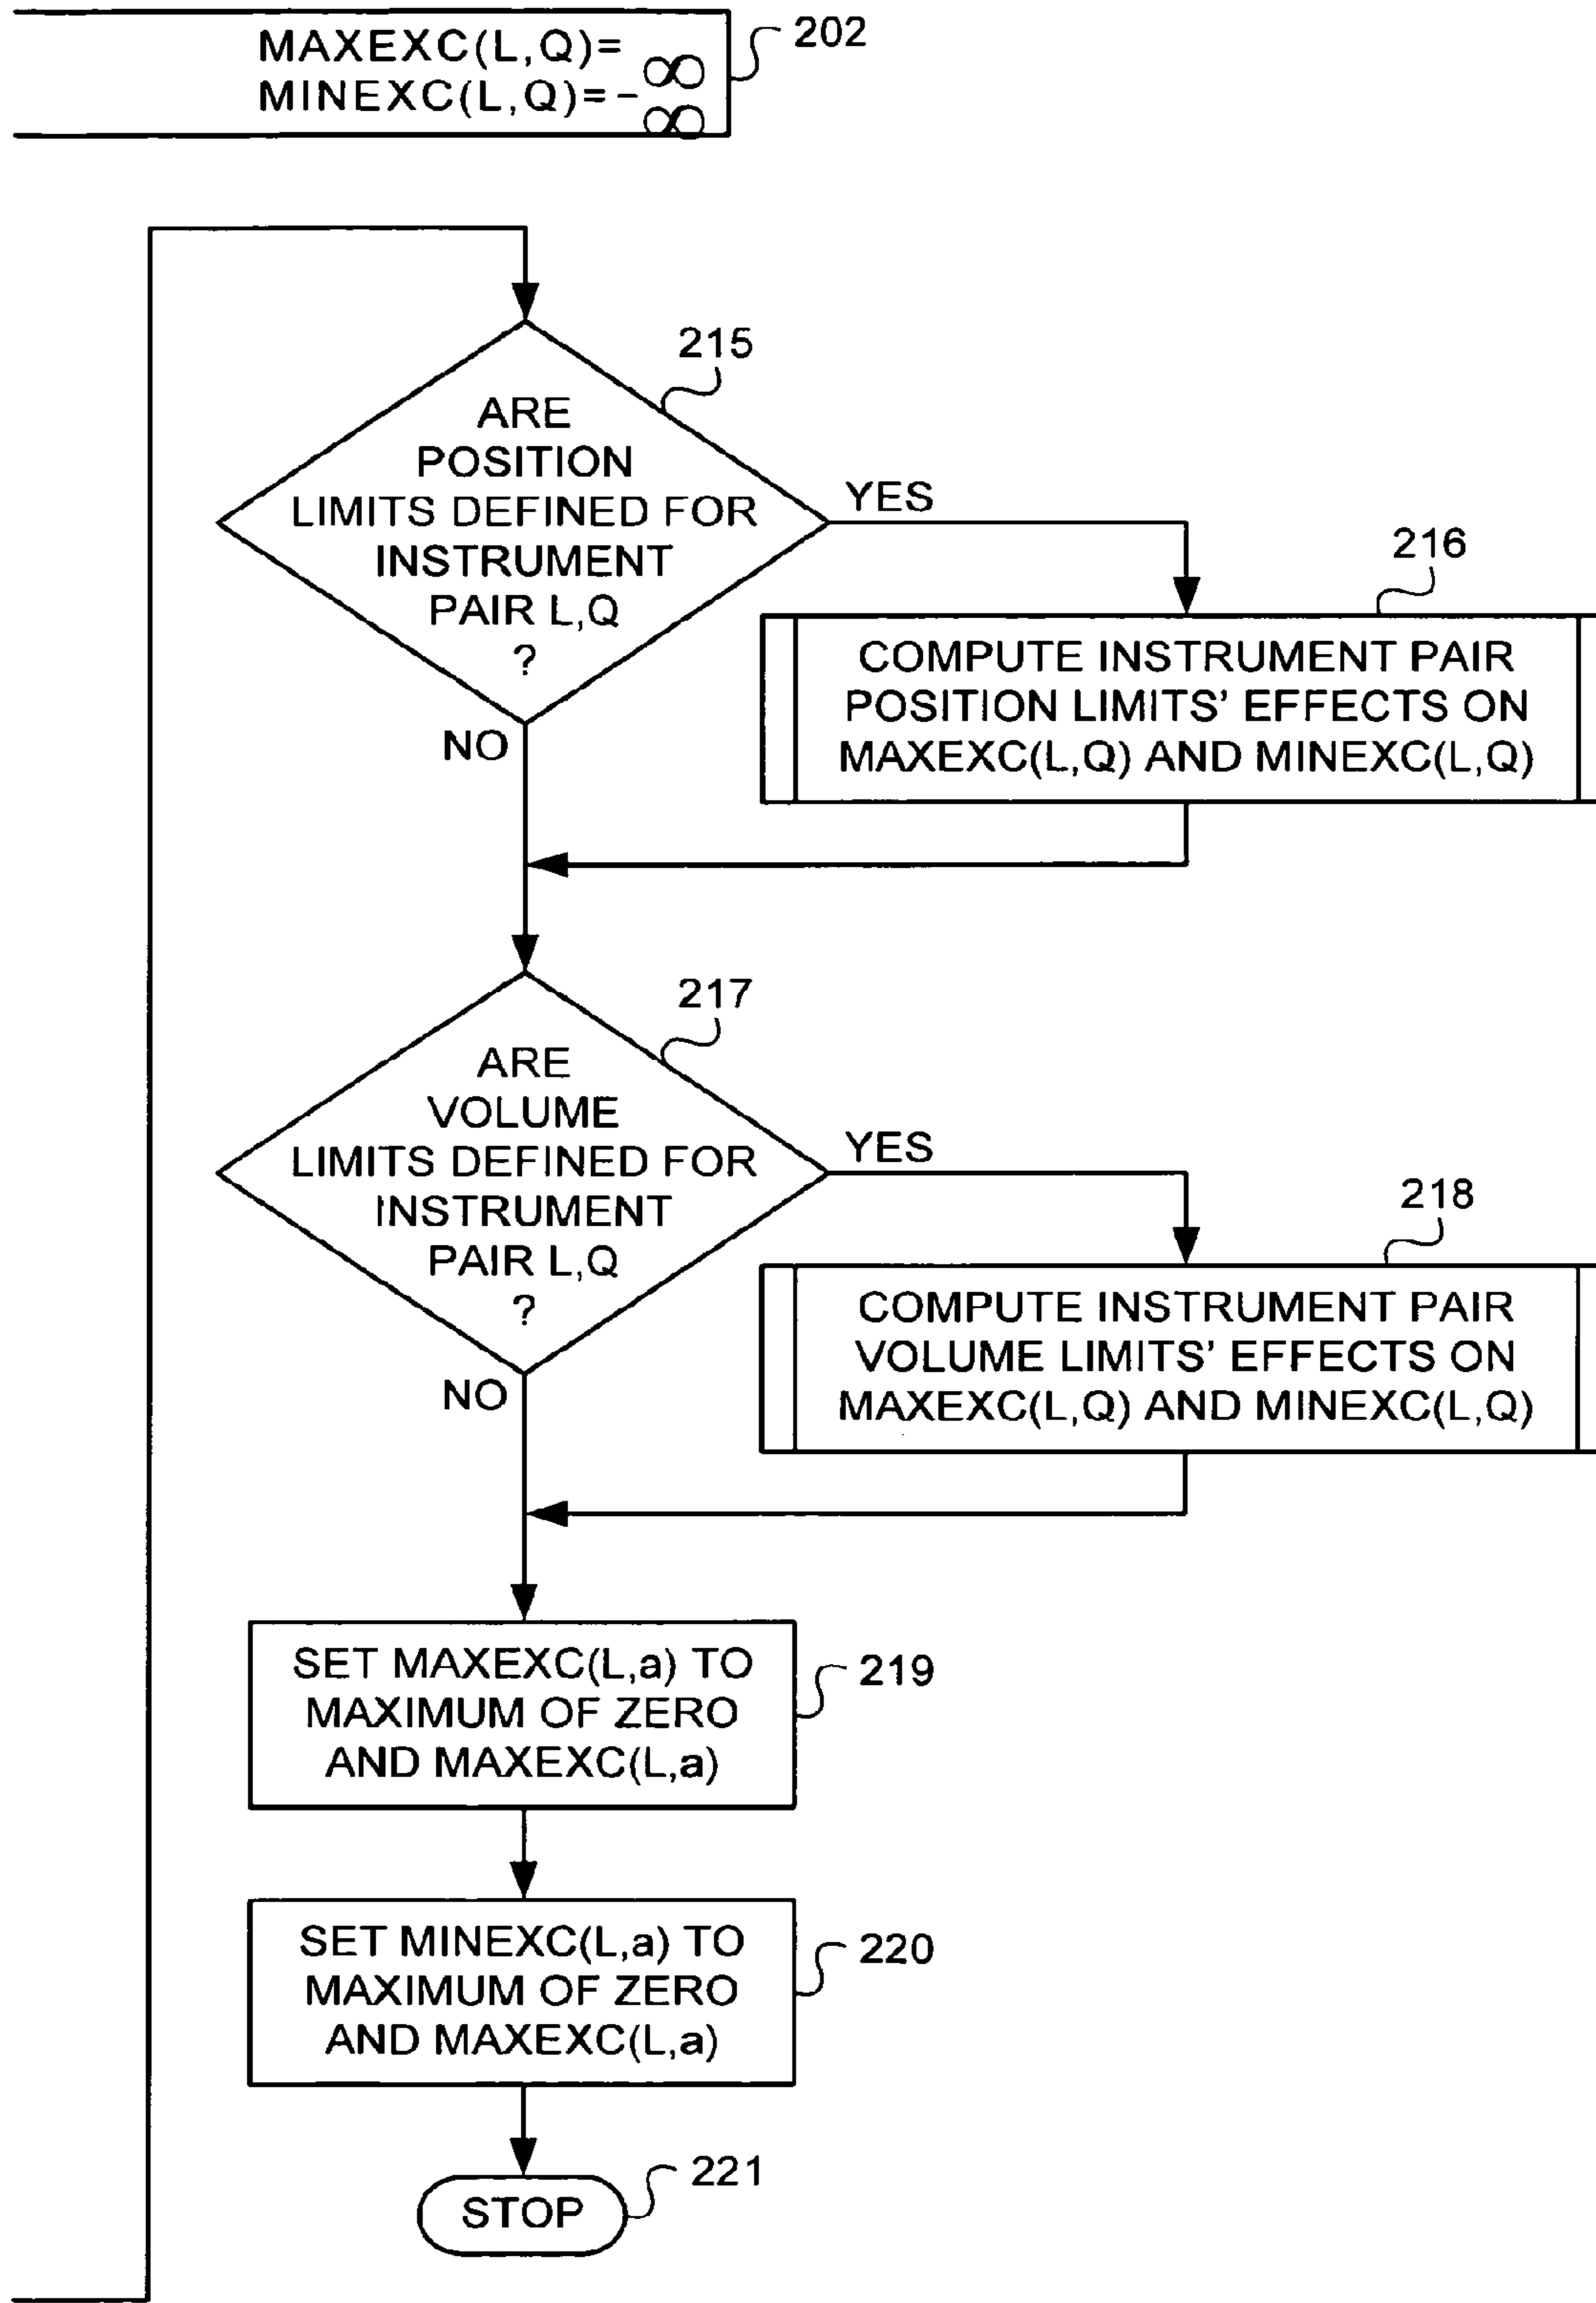 MAXEXC(L,Q)=∞
MINEXC(L,Q)=-∞
202
215
ARE
POSITION
LIMITS DEFINED FOR
INSTRUMENT
PAIR L,Q
?
YES
NO
216
COMPUTE INSTRUMENT PAIR
POSITION LIMITS’ EFFECTS ON
MAXEXC(L,Q) AND MINEXC(L,Q)
217
ARE
VOLUME
LIMITS DEFINED FOR
INSTRUMENT
PAIR L,Q
?
YES
NO
218
COMPUTE INSTRUMENT PAIR
VOLUME LIMITS’ EFFECTS ON
MAXEXC(L,Q) AND MINEXC(L,Q)
SET MAXEXC(L,a) TO
MAXIMUM OF ZERO
AND MAXEXC(L,a)
219
SET MINEXC(L,a) TO
MAXIMUM OF ZERO
AND MAXEXC(L,a)
220
STOP
221